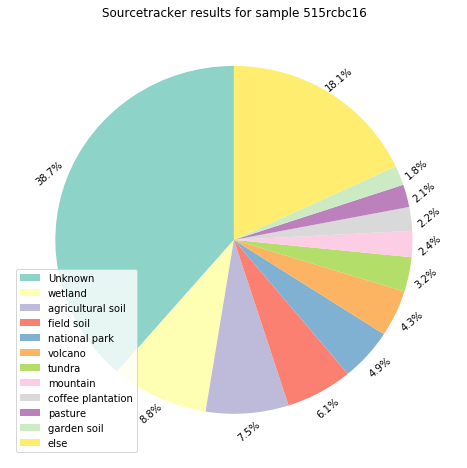 Sourcetracker results for sample 515rcbc16
18.1%
38.7%
1.8%
2.1%
2.2%
2.4%
3.2%
4.3%
4.9%
6.1%
7.5%
8.8%
Unknown
wetland
agricultural soil
field soil
national park
volcano
tundra
mountain
coffee plantation
pasture
garden soil
else